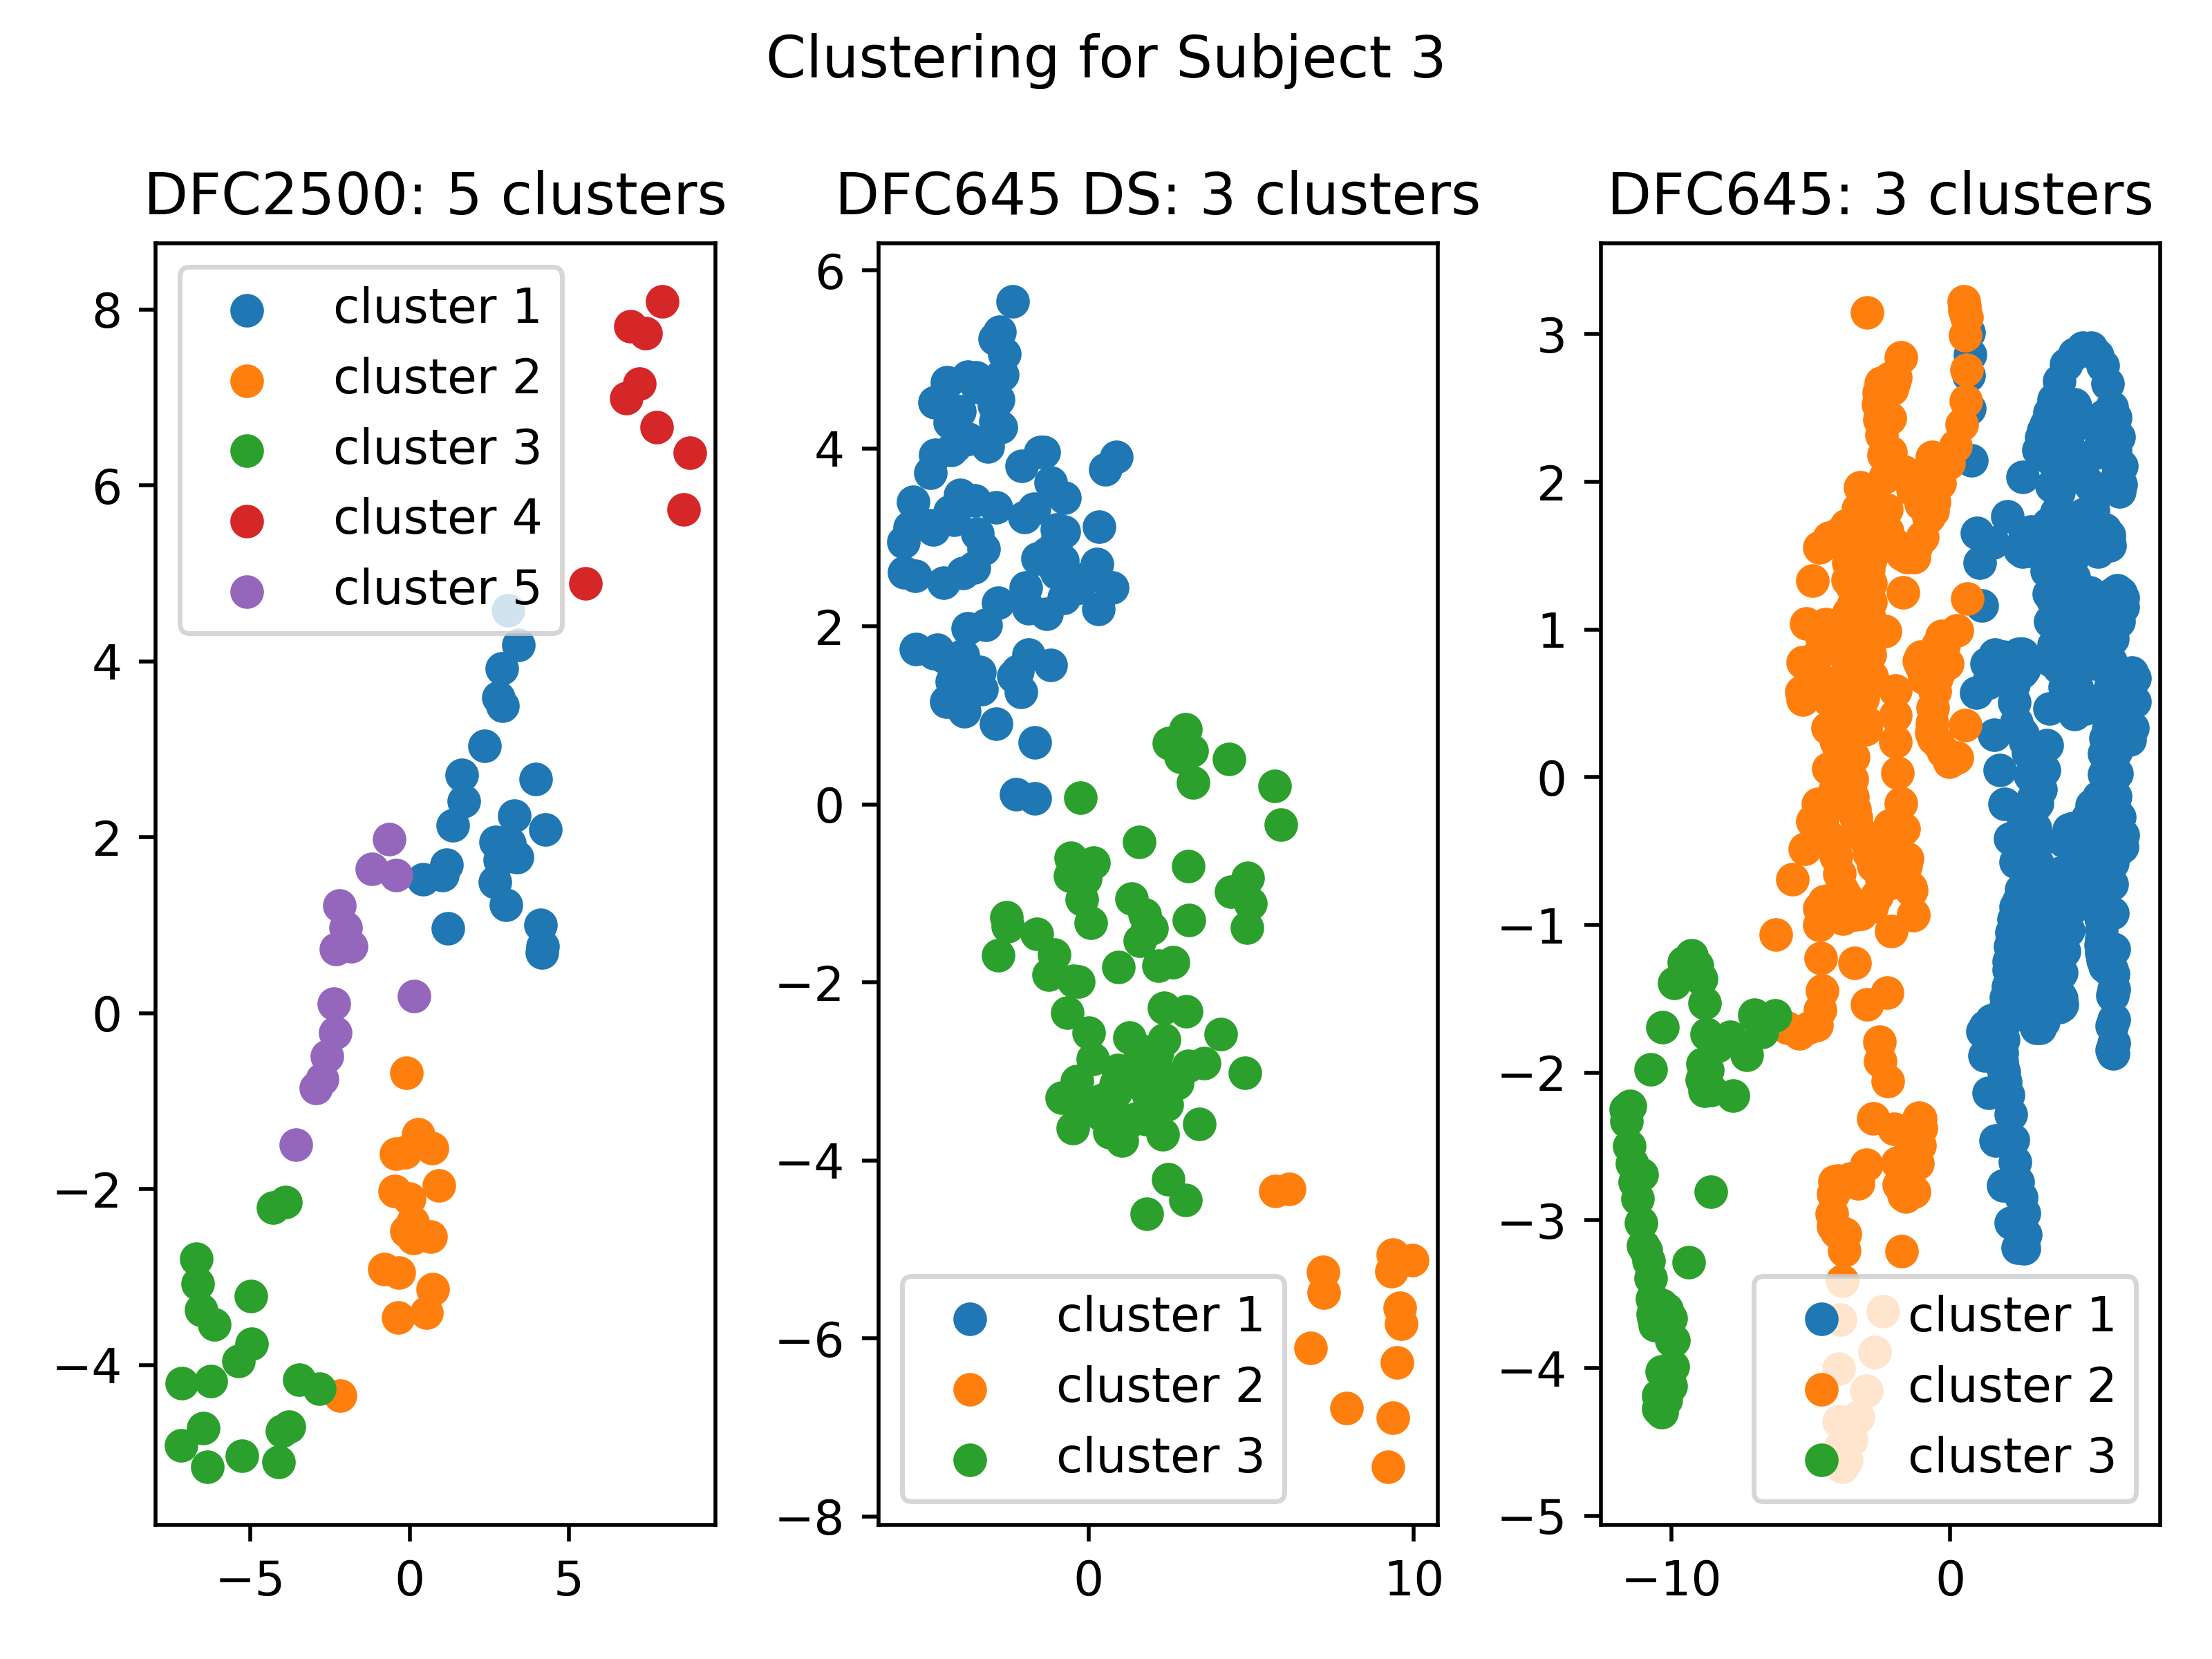 Clustering for Subject 3
DFC2500: 5 clusters
8
6
4
2
0
−2
−4
−5
0
5
cluster 1
cluster 2
cluster 3
cluster 4
cluster 5
DFC645 DS: 3 clusters
6
4
2
0
−2
−4
−6
−8
0
10
cluster 1
cluster 2
cluster 3
DFC645: 3 clusters
3
2
1
0
−1
−2
−3
−4
−5
−10
0
cluster 1
cluster 2
cluster 3